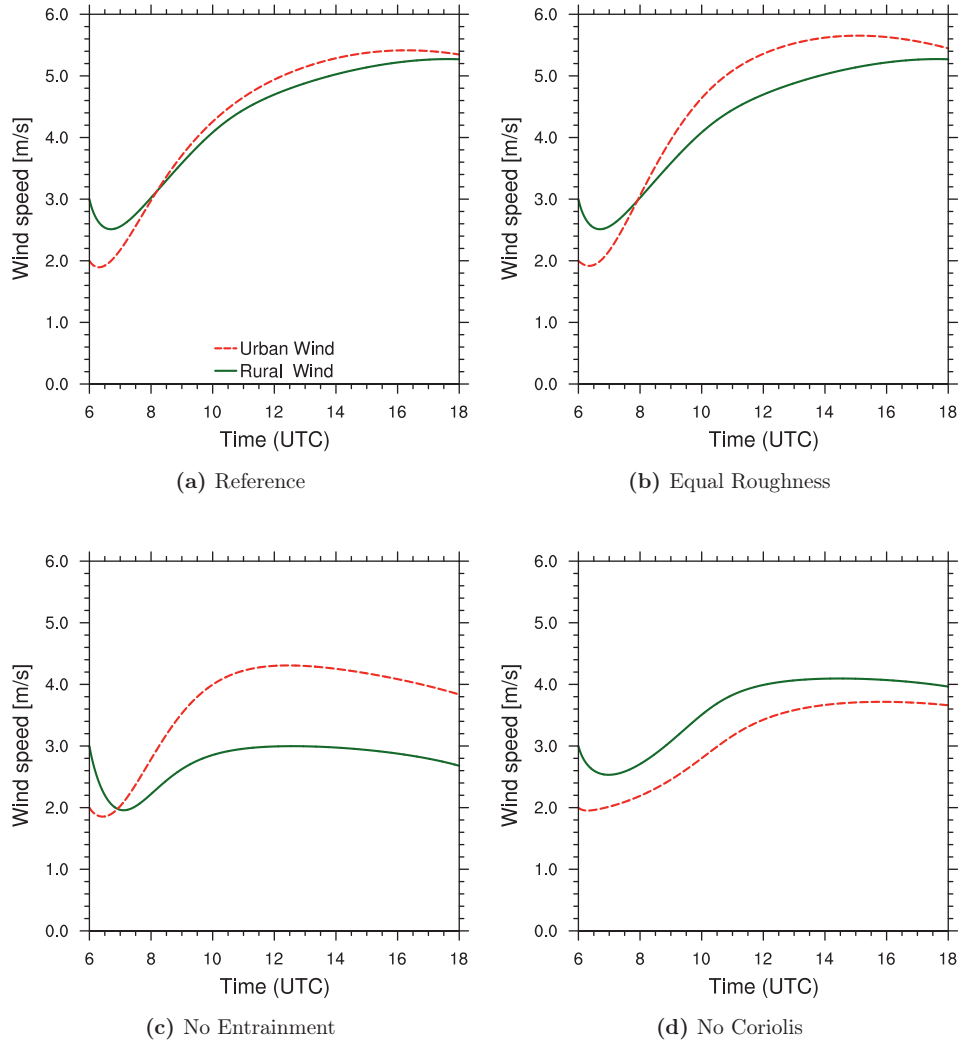 6.0
5.0
4.0
3.0
2.0
1.0
0.0
Wind speed [m/s]
Urban Wind
Rural Wind
6 8 10 12 14 16 18
Time (UTC)
(a) Reference
6.0
5.0
4.0
3.0
2.0
1.0
0.0
Wind speed [m/s]
6 8 10 12 14 16 18
Time (UTC)
(b) Equal Roughness
6.0
5.0
4.0
3.0
2.0
1.0
0.0
Wind speed [m/s]
6 8 10 12 14 16 18
Time (UTC)
(c) No Entrainment
6.0
5.0
4.0
3.0
2.0
1.0
0.0
Wind speed [m/s]
6 8 10 12 14 16 18
Time (UTC)
(d) No Coriolis